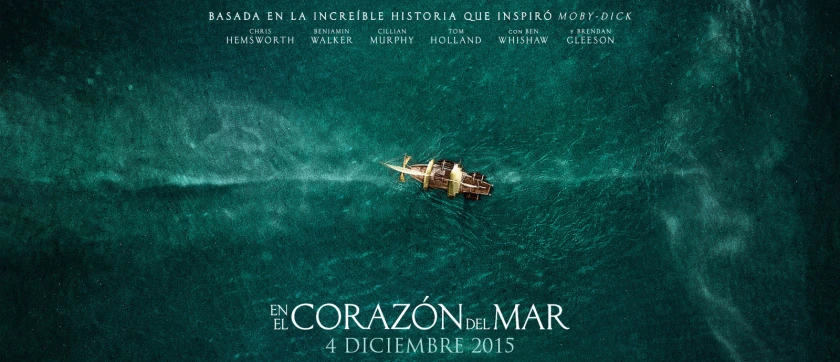 BASADA EN LA INCREÍBLE HISTORIA QUE INSPIRÓ MOBY-DICK
CHRIS HEMSWORTH BENJAMIN WALKER CILLIAN MURPHY TOM HOLLAND CON BEN WHISHAW Y BRENDAN GLEESON
EN EL CORAZÓN DEL MAR
4 DICIEMBRE 2015